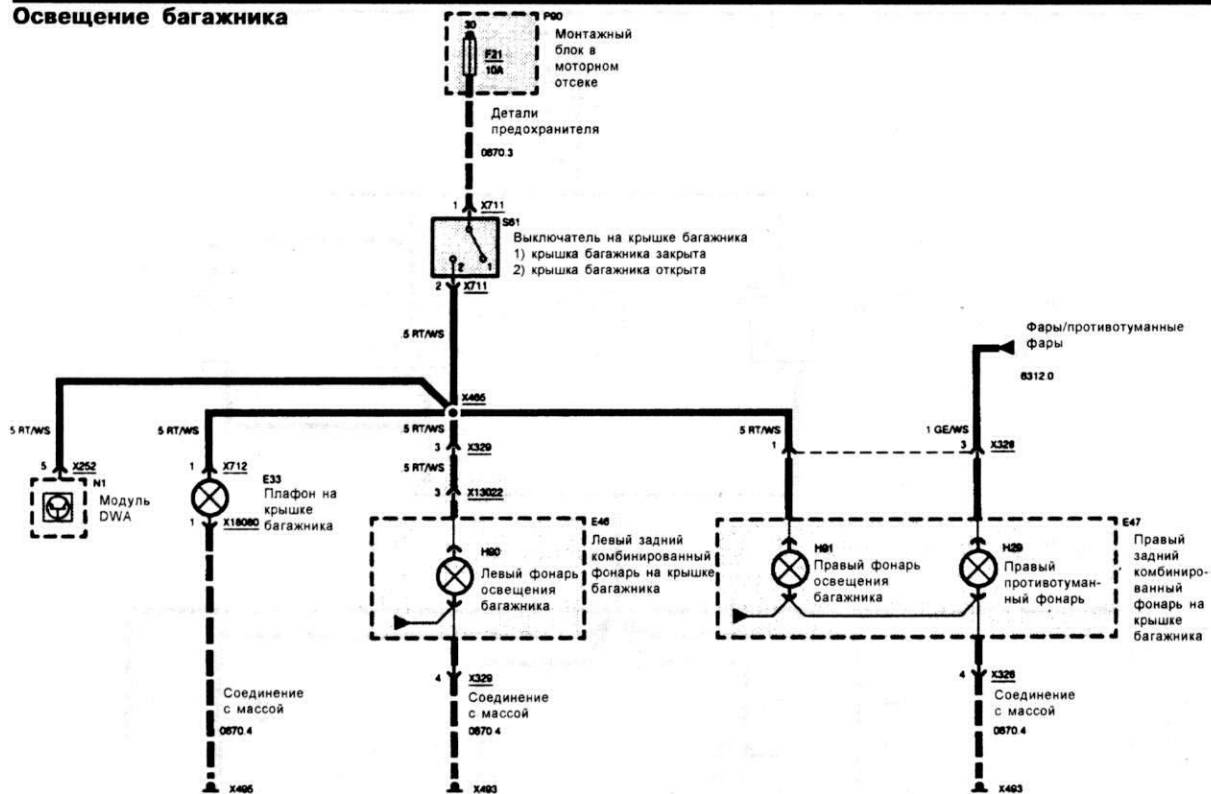 Освещение багажника
P90
30
F21
10A
Монтажный
блок в
моторном
отсеке
Детали
предохранителя
0670.3
1
X711
S61
2
1
Выключатель на крышке багажника
1) крышка багажника закрыта
2) крышка багажника открыта
2
X711
.5 RT/WS
Фары/противотуманные
фары
6312.0
X465
5 RT/WS
5 RT/WS
.5 RT/WS
.5 RT/WS
1 GE/WS
5
X252
1
X712
3
X329
1
3
X326
.5 RT/WS
N1
Модуль
DWA
E33
Плафон на
крышке
багажника
3
X13022
1
X18080
E46
Левый задний
комбинированный
фонарь на крышке
багажника
H90
Левый фонарь
освещения
багажника
H91
Правый фонарь
освещения
багажника
H29
Правый
противотуман-
ный фонарь
E47
Правый
задний
комбиниро-
ванный
фонарь на
крышке
багажника
Соединение
с массой
0670.4
4
X329
Соединение
с массой
0670 4
4
X326
Соединение
с массой
0670.4
X495
X493
X493